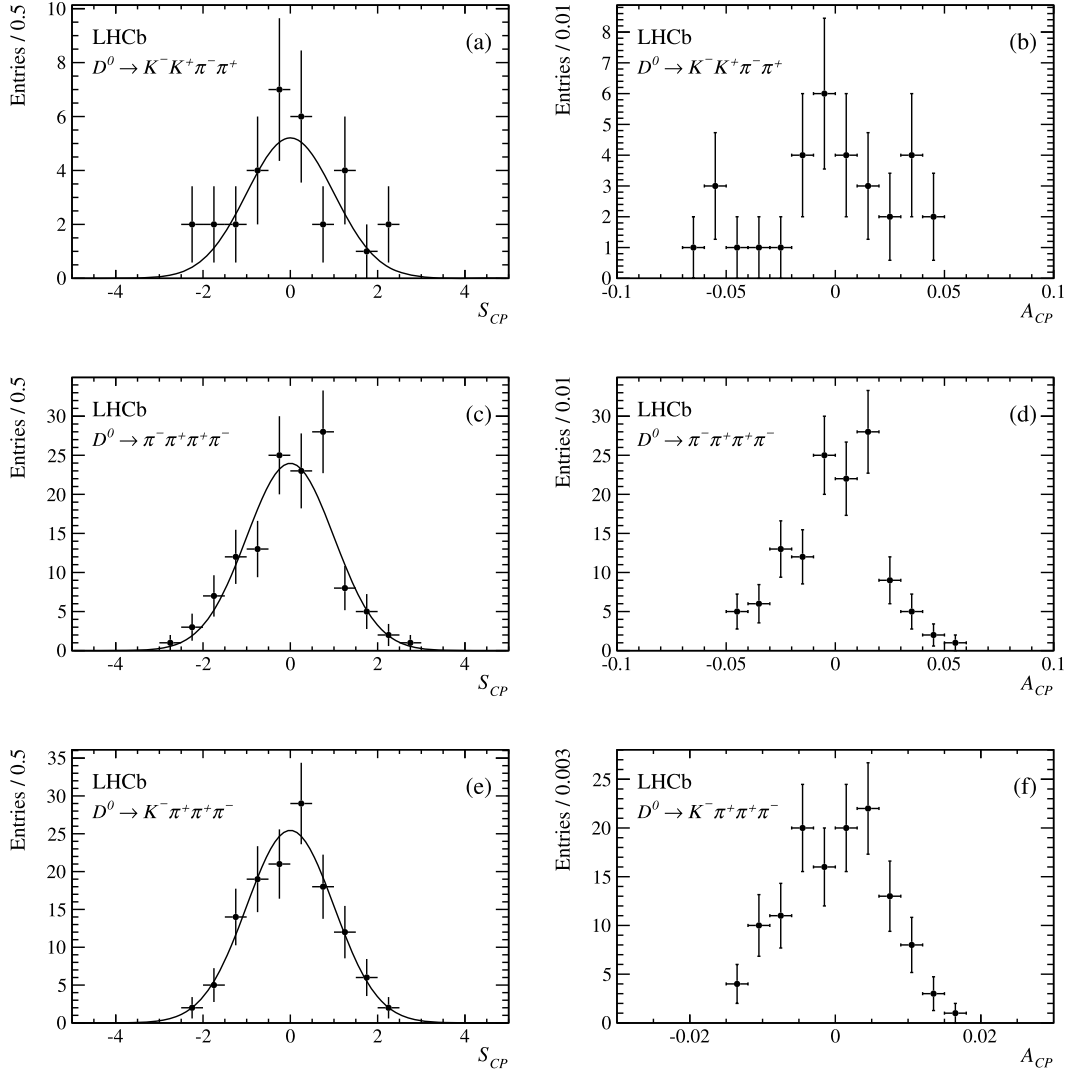 Entries / 0.5
10
8
6
4
2
0
LHCb
D⁰ → K⁻K⁺π⁻π⁺
(a)
-4 -2 0 2 4
S_CP
Entries / 0.01
8
7
6
5
4
3
2
1
0
LHCb
D⁰ → K⁻K⁺π⁻π⁺
(b)
-0.1 -0.05 0 0.05 0.1
A_CP
Entries / 0.5
30
25
20
15
10
5
0
LHCb
D⁰ → π⁻π⁺π⁺π⁻
(c)
-4 -2 0 2 4
S_CP
Entries / 0.01
30
25
20
15
10
5
0
LHCb
D⁰ → π⁻π⁺π⁺π⁻
(d)
-0.1 -0.05 0 0.05 0.1
A_CP
Entries / 0.5
35
30
25
20
15
10
5
0
LHCb
D⁰ → K⁻π⁺π⁺π⁻
(e)
-4 -2 0 2 4
S_CP
Entries / 0.003
25
20
15
10
5
0
LHCb
D⁰ → K⁻π⁺π⁺π⁻
(f)
-0.02 0 0.02
A_CP